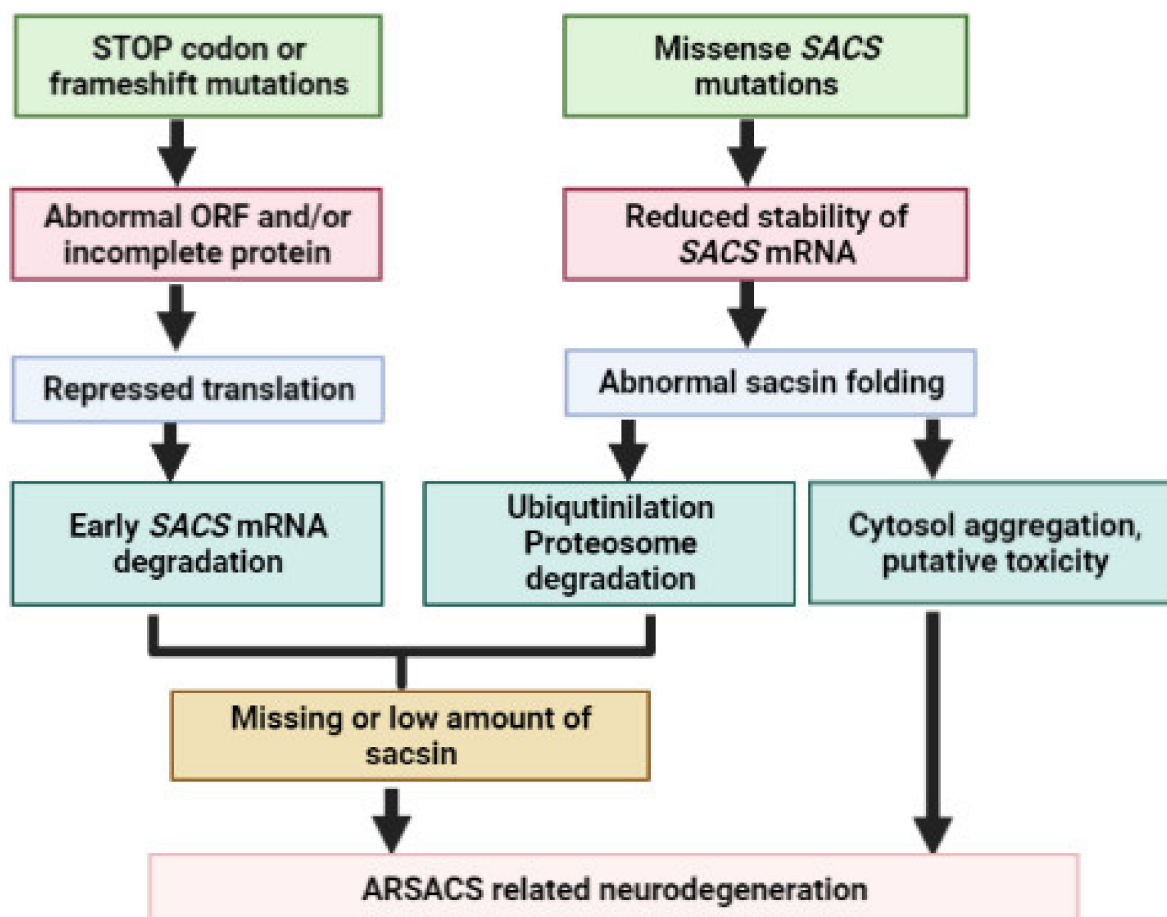 STOP codon or
frameshift mutations
Missense SACS
mutations
Abnormal ORF and/or
incomplete protein
Reduced stability of
SACS mRNA
Repressed translation
Abnormal sacsin folding
Early SACS mRNA
degradation
Ubiqutinilation
Proteosome
degradation
Cytosol aggregation,
putative toxicity
Missing or low amount of
sacsin
ARSACS related neurodegeneration